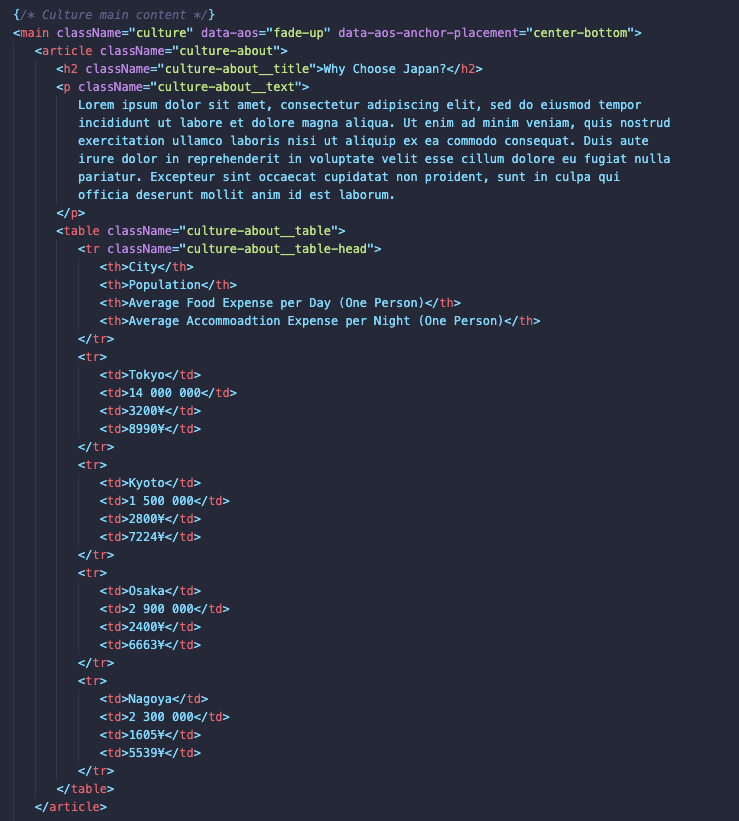 {/* Culture main content */}
<main className="culture" data-aos="fade-up" data-aos-anchor-placement="center-bottom">
<article className="culture-about">
<h2 className="culture-about__title">Why Choose Japan?</h2>
<p className="culture-about__text">
Lorem ipsum dolor sit amet, consectetur adipiscing elit, sed do eiusmod tempor
incididunt ut labore et dolore magna aliqua. Ut enim ad minim veniam, quis nostrud
exercitation ullamco laboris nisi ut aliquip ex ea commodo consequat. Duis aute
irure dolor in reprehenderit in voluptate velit esse cillum dolore eu fugiat nulla
pariatur. Excepteur sint occaecat cupidatat non proident, sunt in culpa qui
officia deserunt mollit anim id est laborum.
</p>
<table className="culture-about__table">
<tr className="culture-about__table-head">
<th>City</th>
<th>Population</th>
<th>Average Food Expense per Day (One Person)</th>
<th>Average Accommoadtion Expense per Night (One Person)</th>
</tr>
<tr>
<td>Tokyo</td>
<td>14 000 000</td>
<td>3200¥</td>
<td>8990¥</td>
</tr>
<tr>
<td>Kyoto</td>
<td>1 500 000</td>
<td>2800¥</td>
<td>7224¥</td>
</tr>
<tr>
<td>Osaka</td>
<td>2 900 000</td>
<td>2400¥</td>
<td>6663¥</td>
</tr>
<tr>
<td>Nagoya</td>
<td>2 300 000</td>
<td>1605¥</td>
<td>5539¥</td>
</tr>
</table>
</article>